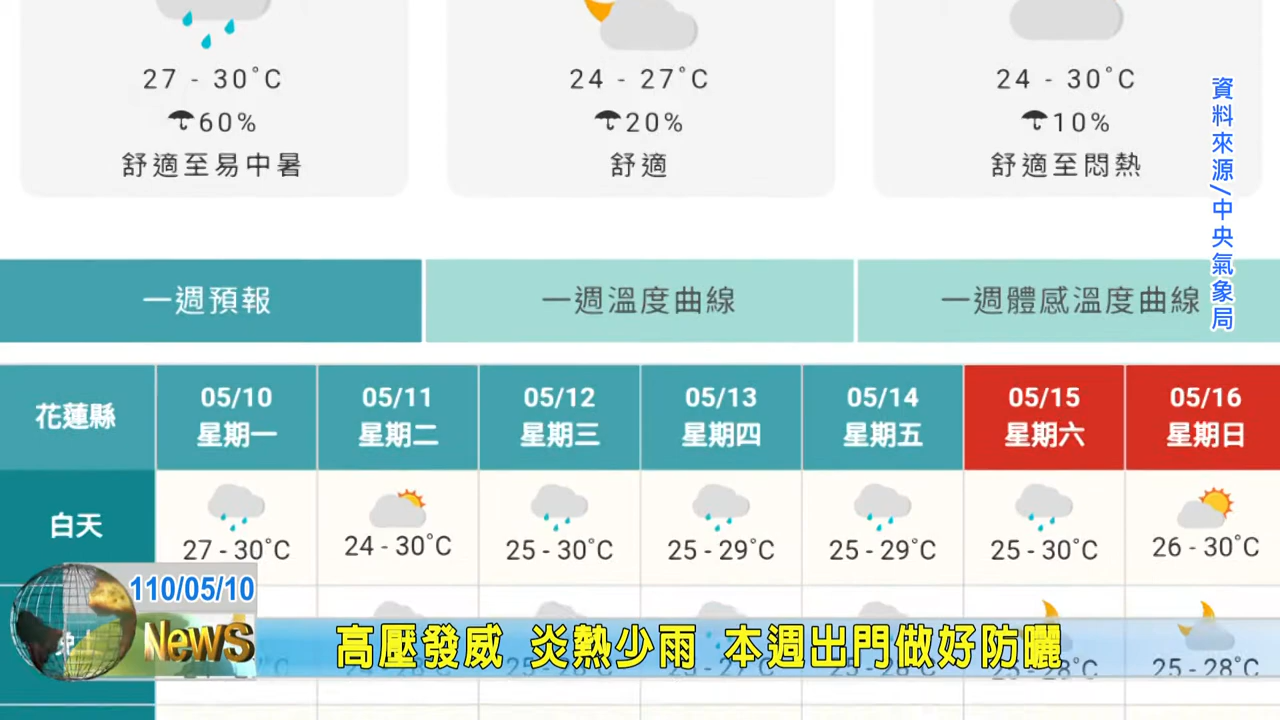 27 - 30°C
60%
舒適至易中暑
24 - 27°C
20%
舒適
24 - 30°C
10%
舒適至悶熱
資料來源/中央氣象局
一週預報
一週溫度曲線
一週體感溫度曲線
花蓮縣
05/10
星期一
05/11
星期二
05/12
星期三
05/13
星期四
05/14
星期五
05/15
星期六
05/16
星期日
白天
27 - 30°C
24 - 30°C
25 - 30°C
25 - 29°C
25 - 29°C
25 - 30°C
26 - 30°C
110/05/10
NewS
高壓發威 炎熱少雨 本週出門做好防曬
25 - 28°C
25 - 28°C